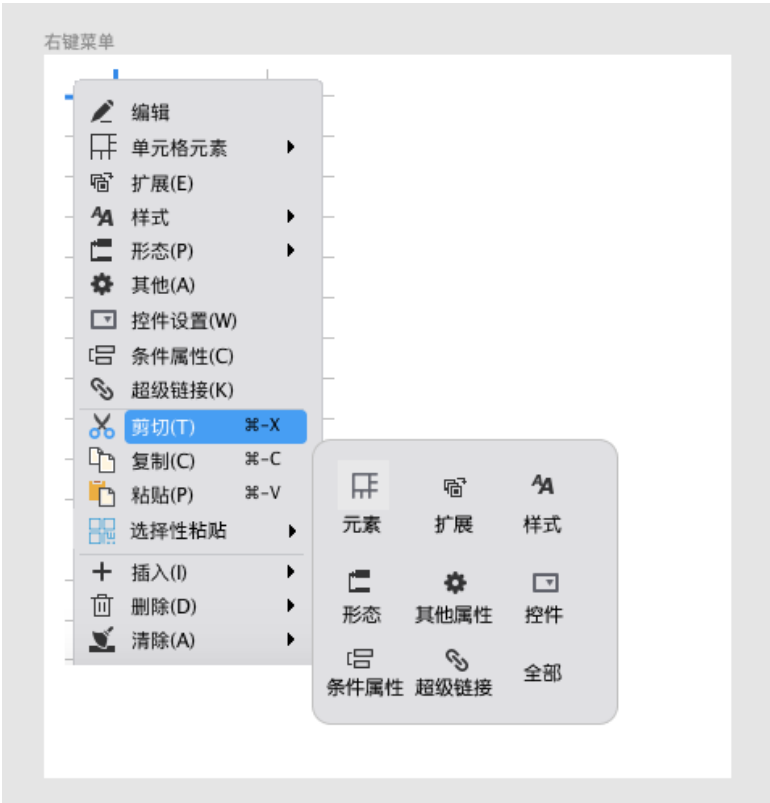 右键菜单
编辑
单元格元素
扩展(E)
样式
形态(P)
其他(A)
控件设置(W)
条件属性(C)
超级链接(K)
剪切(T) ⌘-X
复制(C) ⌘-C
粘贴(P) ⌘-V
选择性粘贴
插入(I)
删除(D)
清除(A)
元素 扩展 样式
形态 其他属性 控件
条件属性 超级链接 全部